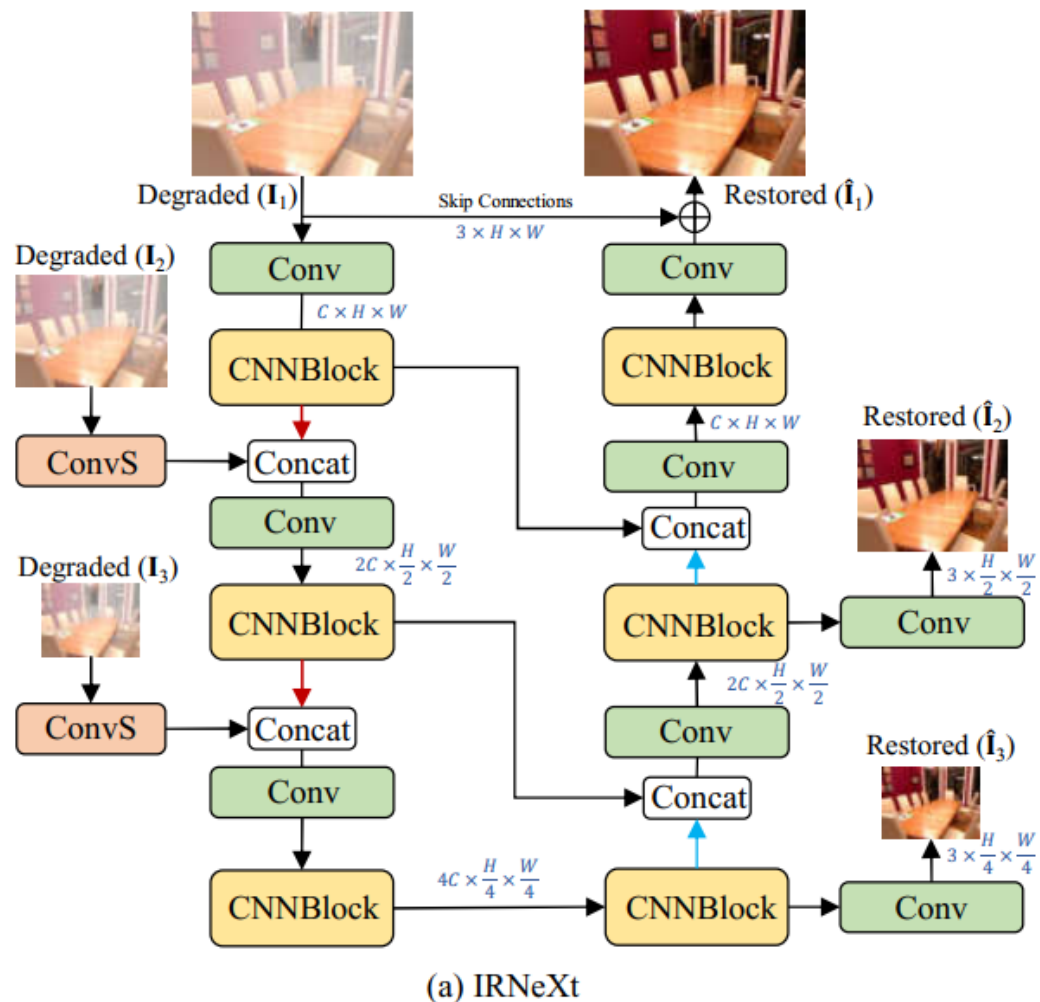 Degraded (I₁)
Skip Connections
3 × H × W
Restored (Î₁)
Conv
Conv
Degraded (I₂)
C × H × W
CNNBlock
CNNBlock
C × H × W
Restored (Î₂)
ConvS
Concat
Conv
Conv
Concat
2C × H/2 × W/2
3 × H/2 × W/2
Degraded (I₃)
CNNBlock
CNNBlock
Conv
2C × H/2 × W/2
ConvS
Concat
Conv
Restored (Î₃)
Conv
Concat
4C × H/4 × W/4
3 × H/4 × W/4
CNNBlock
CNNBlock
Conv
(a) IRNeXt